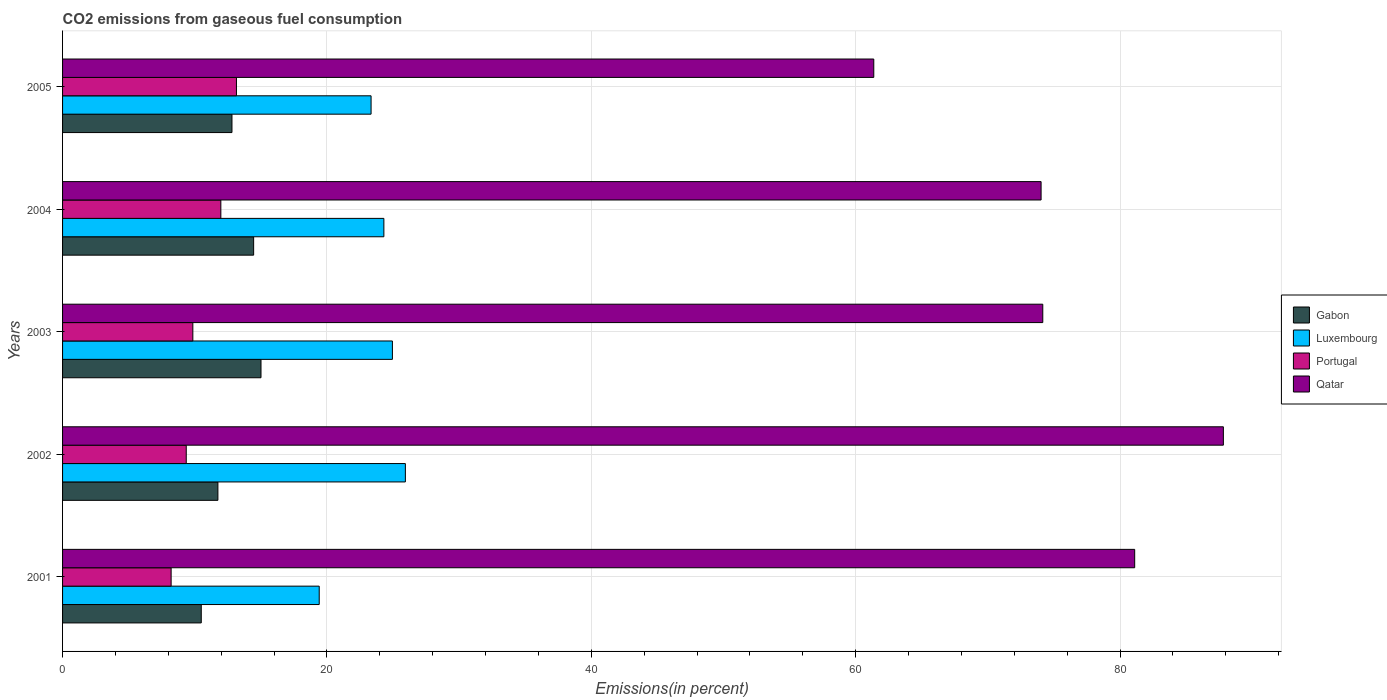 CO2 emissions from gaseous fuel consumption
2005
2004
2003
2002
2001
Years
0
20
40
60
80
Emissions(in percent)
Gabon
Luxembourg
Portugal
Qatar